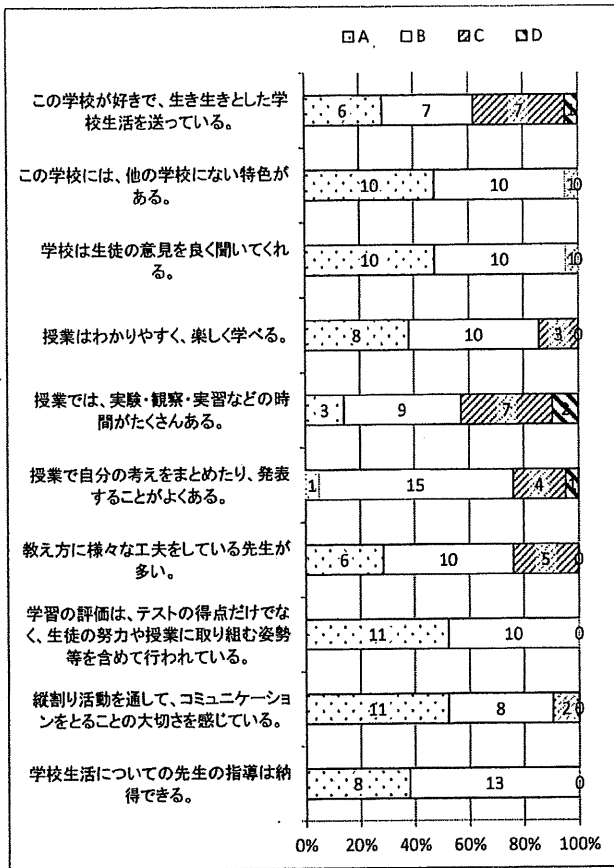 A B C D
この学校が好きで、生き生きとした学
校生活を送っている。
6 7 7 1
この学校には、他の学校にない特色が
ある。
10 10 1 0
学校は生徒の意見を良く聞いてくれ
る。
10 10 1 0
授業はわかりやすく、楽しく学べる。
8 10 3 0
授業では、実験・観察・実習などの時
間がたくさんある。
3 9 7 2
授業で自分の考えをまとめたり、発表
することがよくある。
1 15 4 1
教え方に様々な工夫をしている先生が
多い。
6 10 5 0
学習の評価は、テストの得点だけでな
く、生徒の努力や授業に取り組む姿勢
等を含めて行われている。
11 10 0
縦割り活動を通して、コミュニケーショ
ンをとることの大切さを感じている。
11 8 2 0
学校生活についての先生の指導は納
得できる。
8 13 0
0% 20% 40% 60% 80% 100%